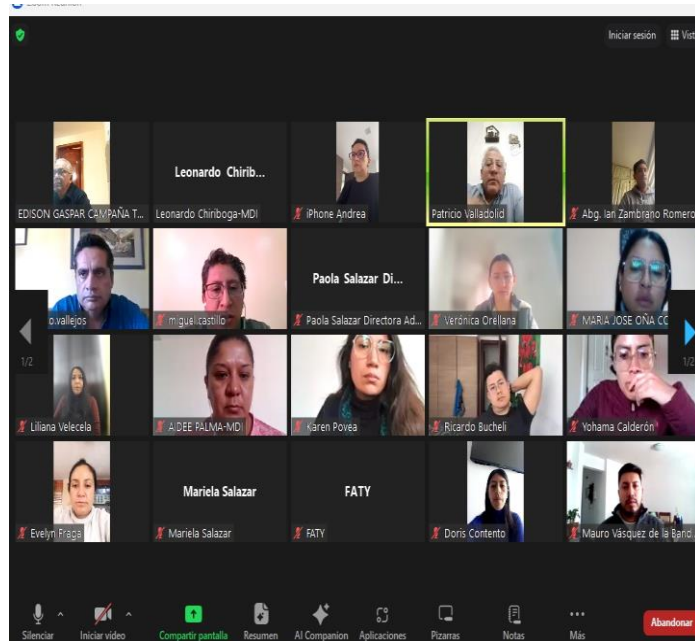 Zoom Reunión
Iniciar sesión
Vist
Leonardo Chirib...
EDISON GASPAR CAMPAÑA T...
Leonardo Chiriboga-MDI
iPhone Andrea
Patricio Valladolid
Abg. Ian Zambrano Romero
Paola Salazar Di...
o.vallejos
miguel.castillo
Paola Salazar Directora Ad...
Verónica Orellana
MARIA JOSE OÑA CC
1/2
1/2
Liliana Velecela
AIDEE PALMA-MDI
Karen Povea
Ricardo Bucheli
Yohama Calderón
Mariela Salazar
FATY
Evelyn Fraga
Mariela Salazar
FATY
Doris Contento
Mauro Vásquez de la Band...
Silenciar
Iniciar video
Compartir pantalla
Resumen
AI Companion
Aplicaciones
Pizarras
Notas
Más
Abandonar